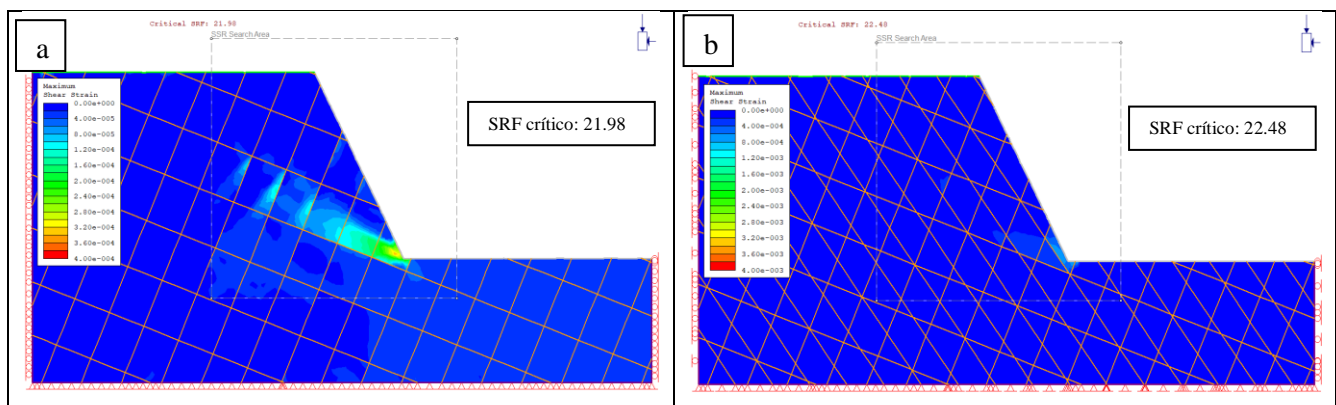 a
Critical SRF: 21.98
SSR Search Area
Maximum
Shear Strain
0.00e+000
4.00e-005
8.00e-005
1.20e-004
1.60e-004
2.00e-004
2.40e-004
2.80e-004
3.20e-004
3.60e-004
4.00e-004
SRF crítico: 21.98
b
Critical SRF: 22.48
SSR Search Area
Maximum
Shear Strain
0.00e+000
4.00e-004
8.00e-004
1.20e-003
1.60e-003
2.00e-003
2.40e-003
2.80e-003
3.20e-003
3.60e-003
4.00e-003
SRF crítico: 22.48